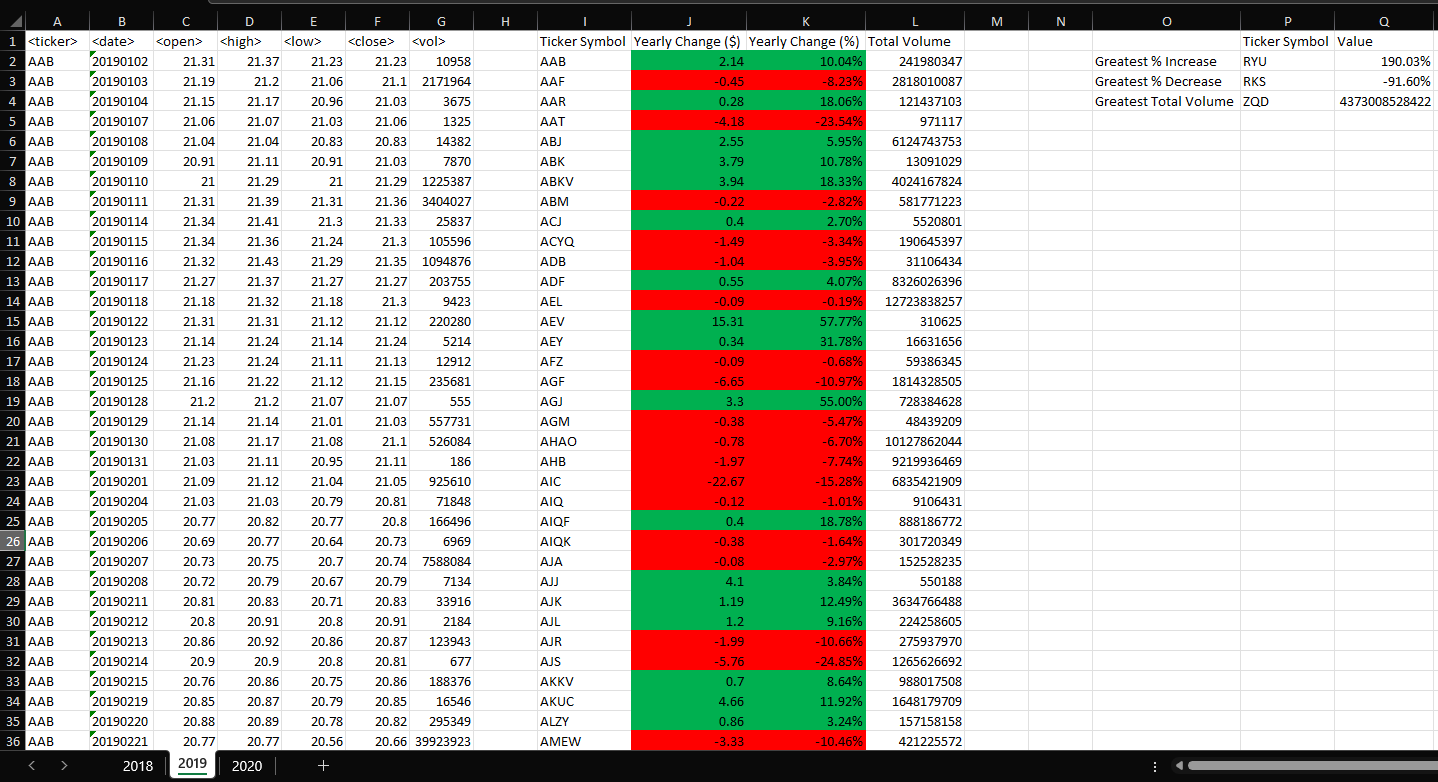 A B C D E F G H I J K L M N O P Q
1 <ticker> <date> <open> <high> <low> <close> <vol> Ticker Symbol Yearly Change ($) Yearly Change (%) Total Volume Ticker Symbol Value
2 AAB 20190102 21.31 21.37 21.23 21.23 10958 AAB 2.14 10.04% 241980347 Greatest % Increase RYU 190.03%
3 AAB 20190103 21.19 21.2 21.06 21.1 2171964 AAF -0.45 -8.23% 2818010087 Greatest % Decrease RKS -91.60%
4 AAB 20190104 21.15 21.17 20.96 21.03 3675 AAR 0.28 18.06% 121437103 Greatest Total Volume ZQD 4373008528422
5 AAB 20190107 21.06 21.07 21.03 21.06 1325 AAT -4.18 -23.54% 971117
6 AAB 20190108 21.04 21.04 20.83 20.83 14382 ABJ 2.55 5.95% 6124743753
7 AAB 20190109 20.91 21.11 20.91 21.03 7870 ABK 3.79 10.78% 13091029
8 AAB 20190110 21 21.29 21 21.29 1225387 ABKV 3.94 18.33% 4024167824
9 AAB 20190111 21.31 21.39 21.31 21.36 3404027 ABM -0.22 -2.82% 581771223
10 AAB 20190114 21.34 21.41 21.3 21.33 25837 ACJ 0.4 2.70% 5520801
11 AAB 20190115 21.34 21.36 21.24 21.3 105596 ACYQ -1.49 -3.34% 190645397
12 AAB 20190116 21.32 21.43 21.29 21.35 1094876 ADB -1.04 -3.95% 31106434
13 AAB 20190117 21.27 21.37 21.27 21.27 203755 ADF 0.55 4.07% 8326026396
14 AAB 20190118 21.18 21.32 21.18 21.3 9423 AEL -0.09 -0.19% 12723838257
15 AAB 20190122 21.31 21.31 21.12 21.12 220280 AEV 15.31 57.77% 310625
16 AAB 20190123 21.14 21.24 21.14 21.24 5214 AEY 0.34 31.78% 16631656
17 AAB 20190124 21.23 21.24 21.11 21.13 12912 AFZ -0.09 -0.68% 59386345
18 AAB 20190125 21.16 21.22 21.12 21.15 235681 AGF -6.65 -10.97% 1814328505
19 AAB 20190128 21.2 21.2 21.07 21.07 555 AGJ 3.3 55.00% 728384628
20 AAB 20190129 21.14 21.14 21.01 21.03 557731 AGM -0.38 -5.47% 48439209
21 AAB 20190130 21.08 21.17 21.08 21.1 526084 AHAO -0.78 -6.70% 10127862044
22 AAB 20190131 21.03 21.11 20.95 21.11 186 AHB -1.97 -7.74% 9219936469
23 AAB 20190201 21.09 21.12 21.04 21.05 925610 AIC -22.67 -15.28% 6835421909
24 AAB 20190204 21.03 21.03 20.79 20.81 71848 AIQ -0.12 -1.01% 9106431
25 AAB 20190205 20.77 20.82 20.77 20.8 166496 AIQF 0.4 18.78% 888186772
26 AAB 20190206 20.69 20.77 20.64 20.73 6969 AIQK -0.38 -1.64% 301720349
27 AAB 20190207 20.73 20.75 20.7 20.74 7588084 AJA -0.08 -2.97% 152528235
28 AAB 20190208 20.72 20.79 20.67 20.79 7134 AJJ 4.1 3.84% 550188
29 AAB 20190211 20.81 20.83 20.71 20.83 33916 AJK 1.19 12.49% 3634766488
30 AAB 20190212 20.8 20.91 20.8 20.91 2184 AJL 1.2 9.16% 224258605
31 AAB 20190213 20.86 20.92 20.86 20.87 123943 AJR -1.99 -10.66% 275937970
32 AAB 20190214 20.9 20.9 20.8 20.81 677 AJS -5.76 -24.85% 1265626692
33 AAB 20190215 20.76 20.86 20.75 20.86 188376 AKKV 0.7 8.64% 988017508
34 AAB 20190219 20.85 20.87 20.79 20.85 16546 AKUC 4.66 11.92% 1648179709
35 AAB 20190220 20.88 20.89 20.78 20.82 295349 ALZY 0.86 3.24% 157158158
36 AAB 20190221 20.77 20.77 20.56 20.66 39923923 AMEW -3.33 -10.46% 421225572
2018 2019 2020